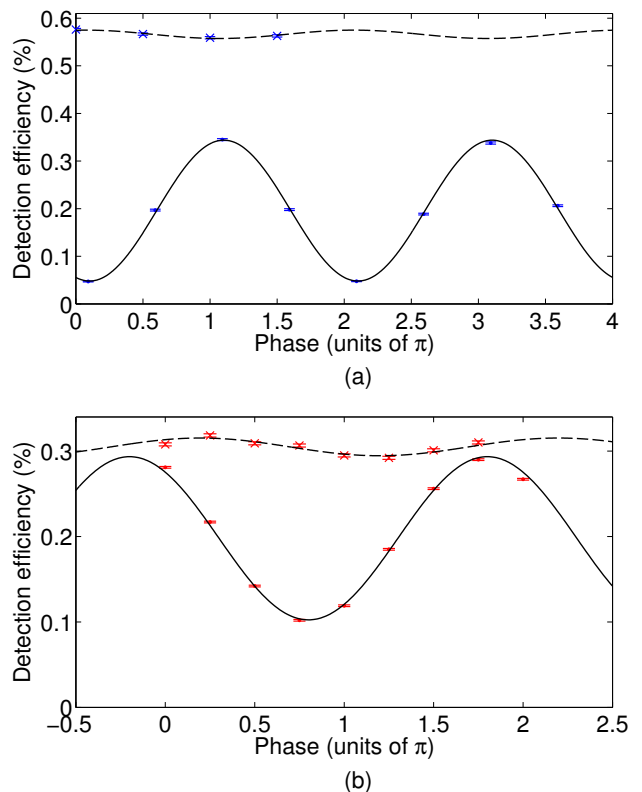 0.6
0.5
0.4
0.3
0.2
0.1
0
Detection efficiency (%)
0 0.5 1 1.5 2 2.5 3 3.5 4
Phase (units of π)
(a)
0.3
0.2
0.1
0
Detection efficiency (%)
−0.5 0 0.5 1 1.5 2 2.5
Phase (units of π)
(b)